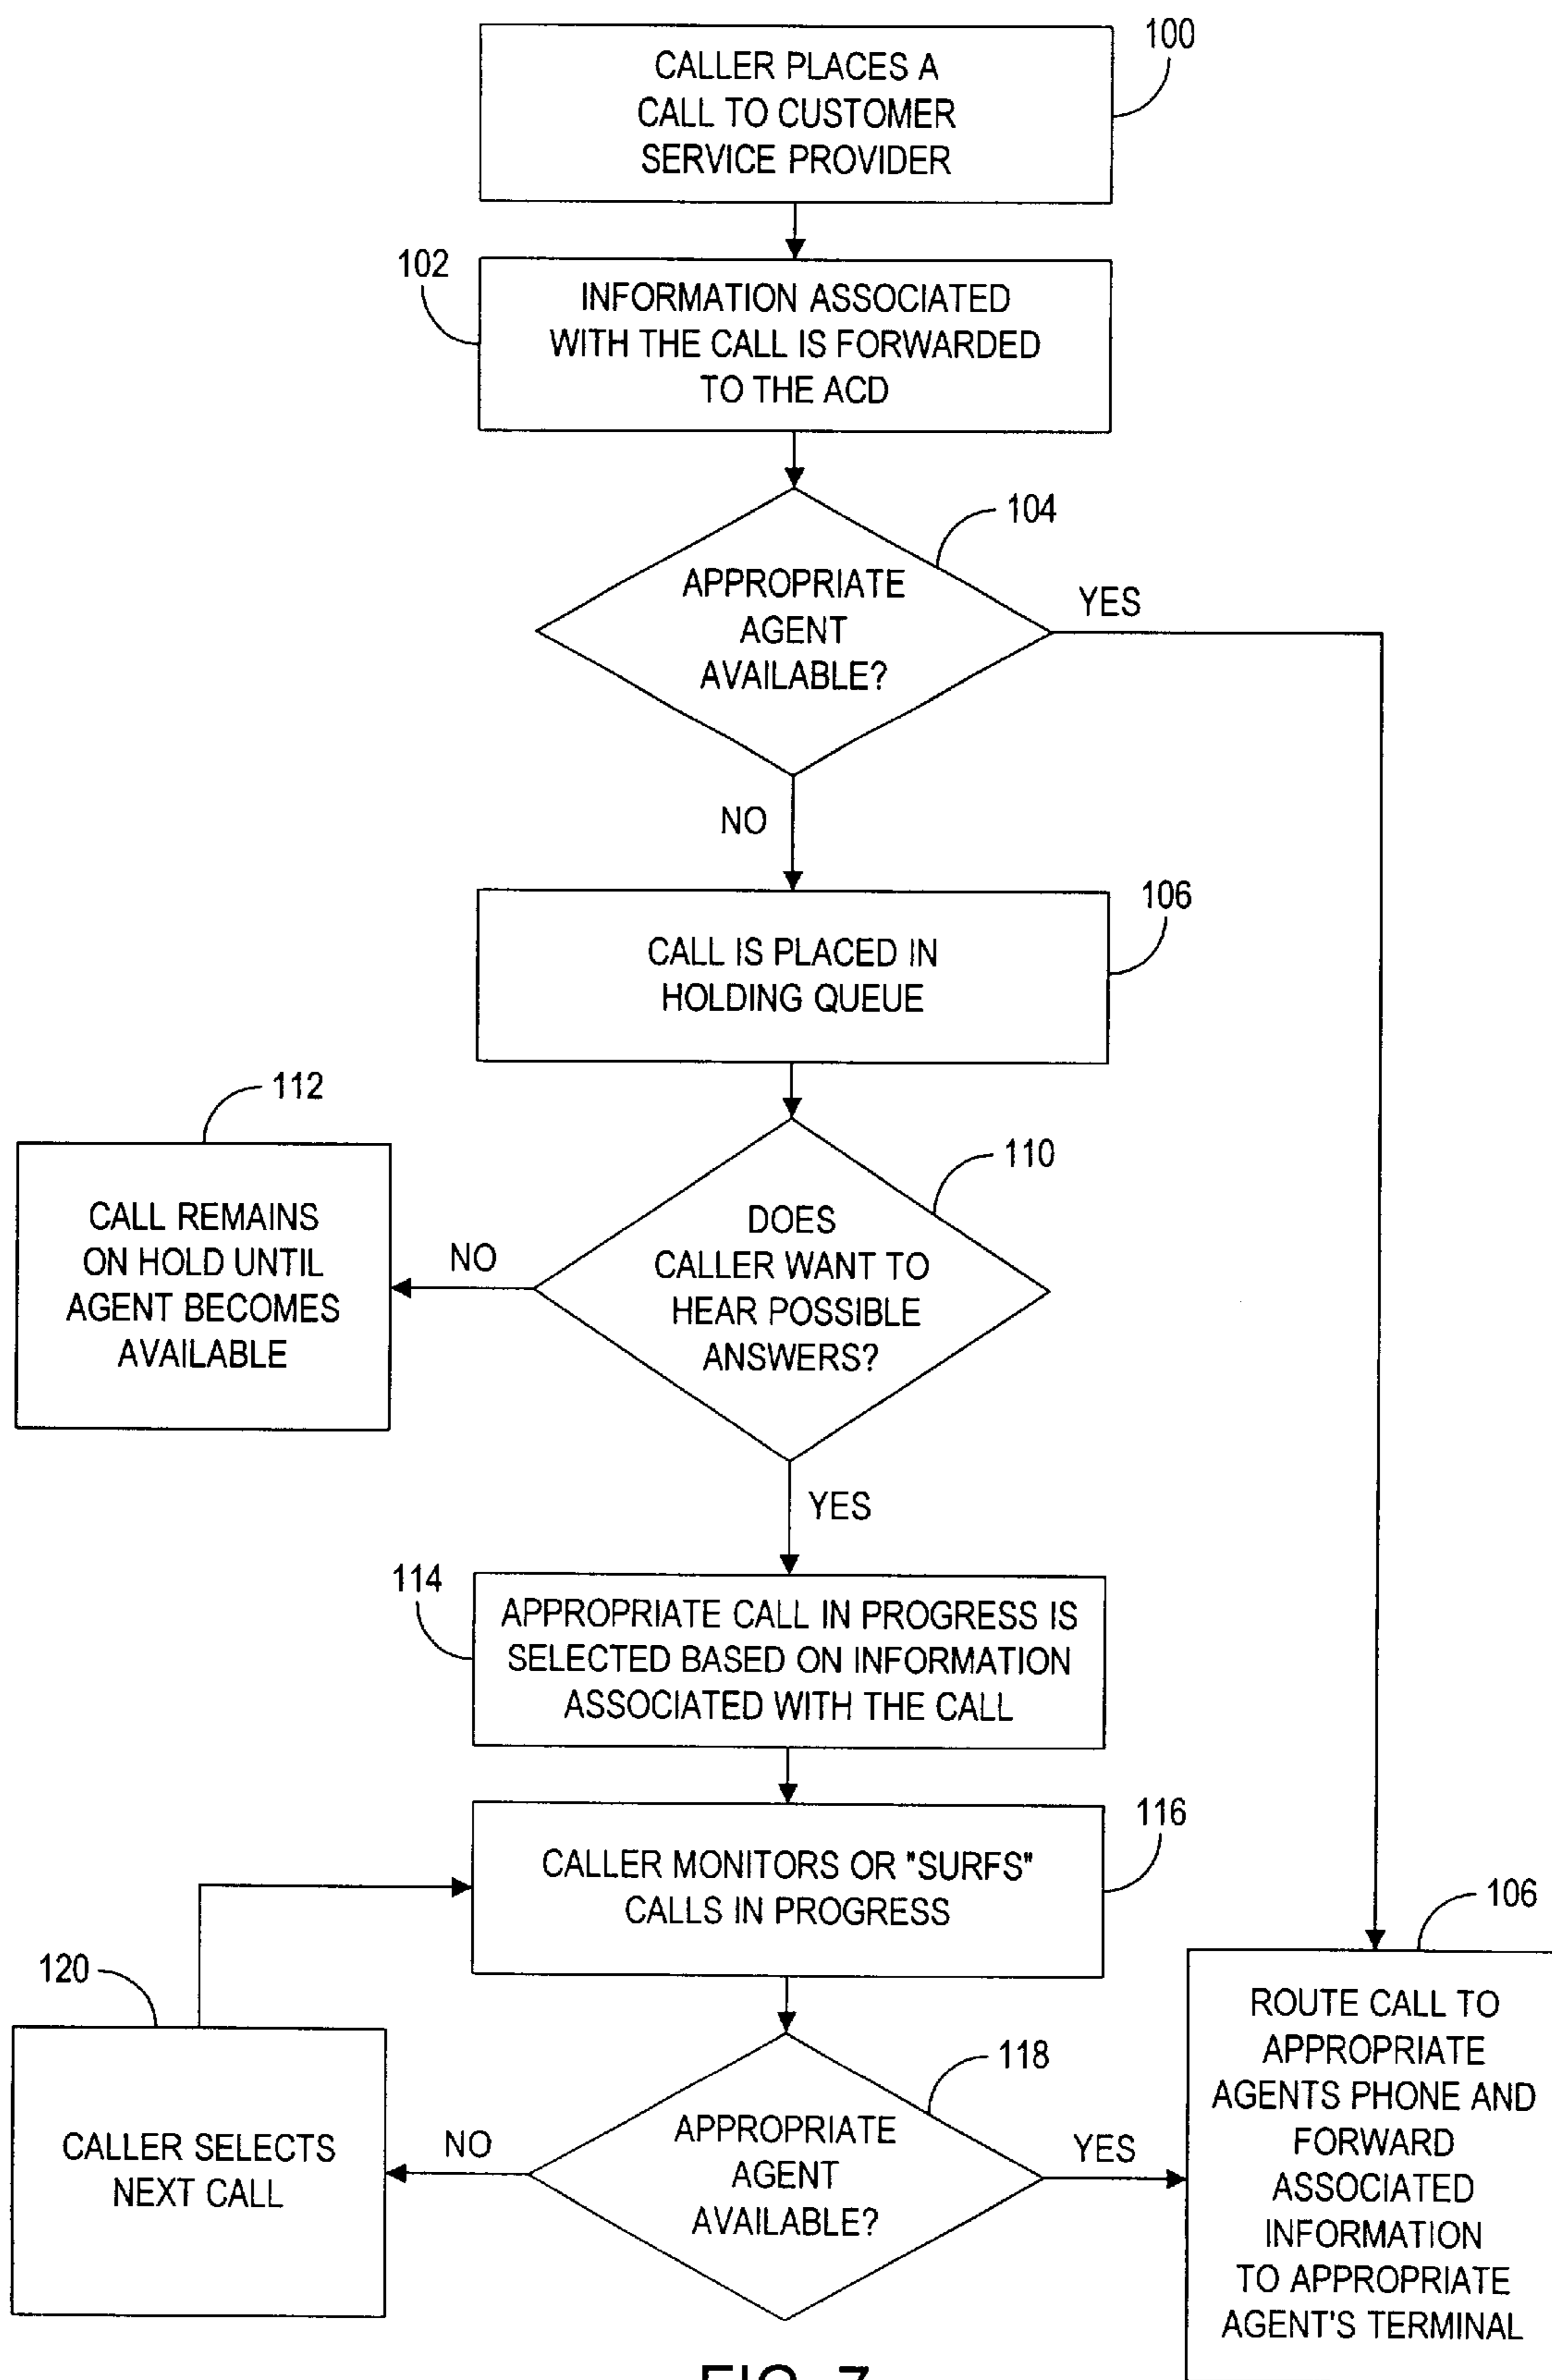 CALLER PLACES A
CALL TO CUSTOMER
SERVICE PROVIDER
100
102
INFORMATION ASSOCIATED
WITH THE CALL IS FORWARDED
TO THE ACD
104
APPROPRIATE
AGENT
AVAILABLE?
YES
NO
106
CALL IS PLACED IN
HOLDING QUEUE
112
CALL REMAINS
ON HOLD UNTIL
AGENT BECOMES
AVAILABLE
NO
110
DOES
CALLER WANT TO
HEAR POSSIBLE
ANSWERS?
YES
114
APPROPRIATE CALL IN PROGRESS IS
SELECTED BASED ON INFORMATION
ASSOCIATED WITH THE CALL
116
CALLER MONITORS OR "SURFS"
CALLS IN PROGRESS
120
CALLER SELECTS
NEXT CALL
NO
118
APPROPRIATE
AGENT
AVAILABLE?
YES
106
ROUTE CALL TO
APPROPRIATE
AGENTS PHONE AND
FORWARD
ASSOCIATED
INFORMATION
TO APPROPRIATE
AGENT'S TERMINAL
FIG. 7